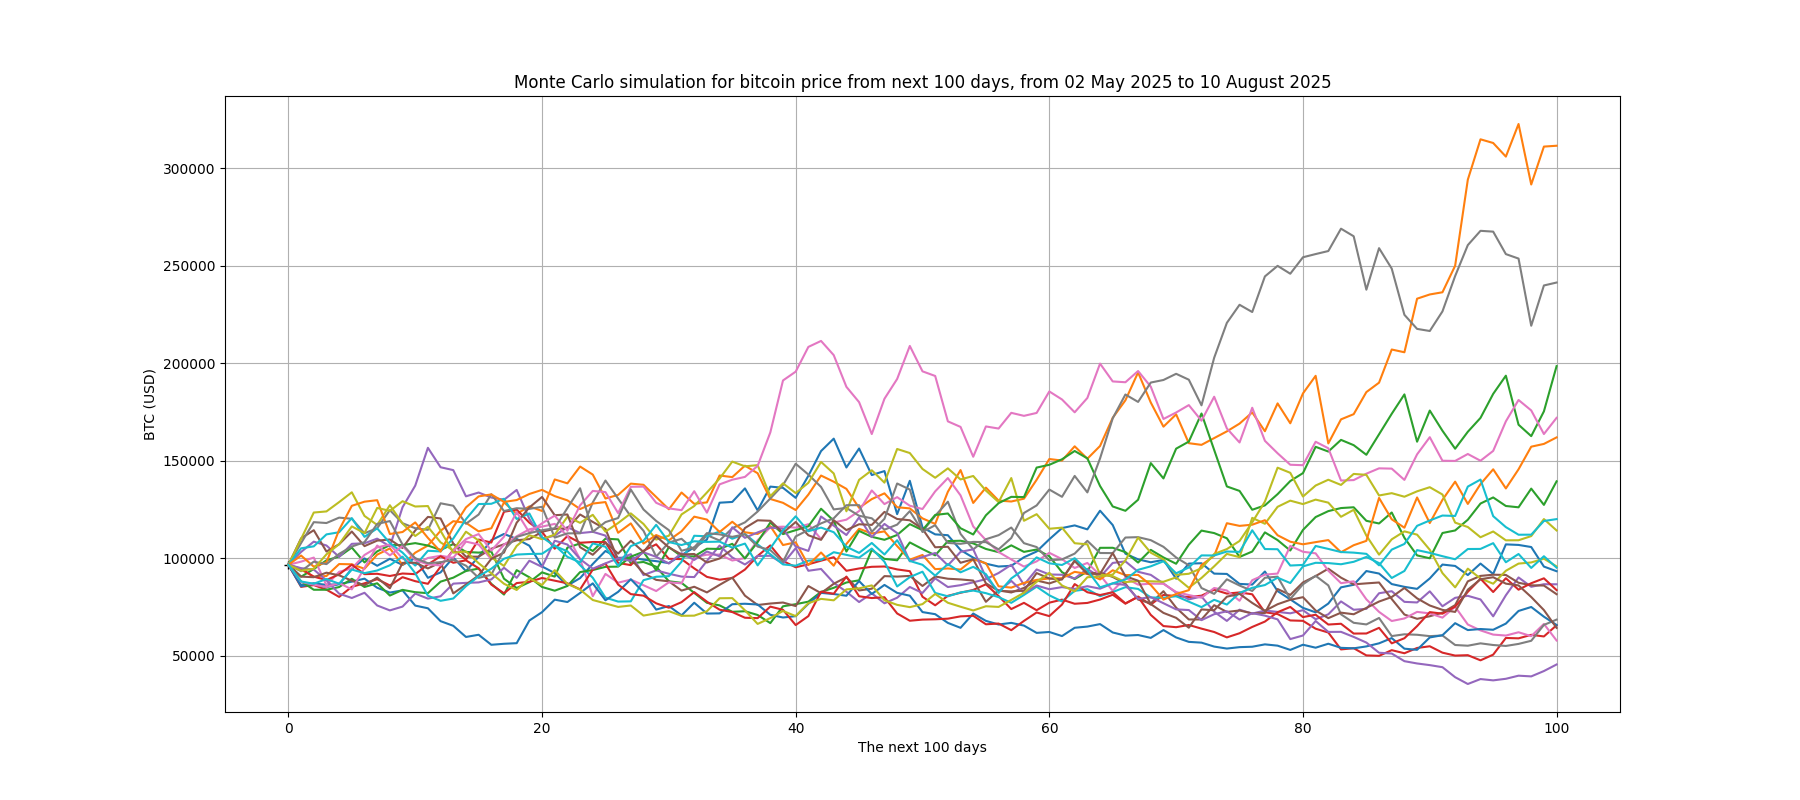 Monte Carlo simulation for bitcoin price from next 100 days, from 02 May 2025 to 10 August 2025
300000
250000
200000
150000
100000
50000
BTC (USD)
0 20 40 60 80 100
The next 100 days